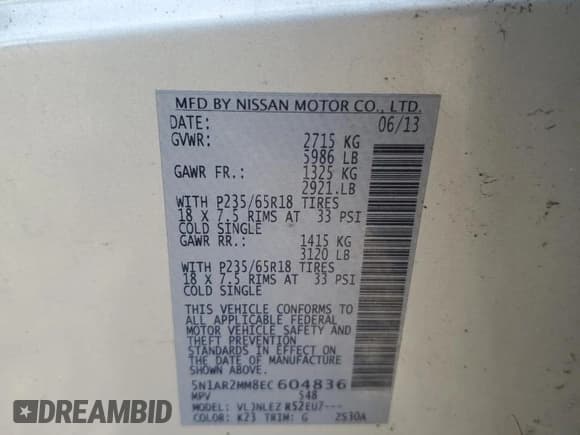 MFD BY NISSAN MOTOR CO., LTD.
DATE: 06/13
GVWR: 2715 KG
5986 LB
GAWR FR.: 1325 KG
2921.LB
WITH P235/65R18 TIRES
18 X 7.5 RIMS AT 33 PSI
COLD SINGLE
GAWR RR.: 1415 KG
3120 LB
WITH P235/65R18 TIRES
18 X 7.5 RIMS AT 33 PSI
COLD SINGLE
THIS VEHICLE CONFORMS TO
ALL APPLICABLE FEDERAL
MOTOR VEHICLE SAFETY AND
THEFT PREVENTION
STANDARDS IN EFFECT ON
THE DATE OF MANUFACTURE
SHOWN ABOVE.
5N1AR2MM8EC604836
MPV 548
MODEL: VLJNLEZ R52EU7---
COLOR: K23 TRIM: G 2S30A
DREAMBID
DREAMBID